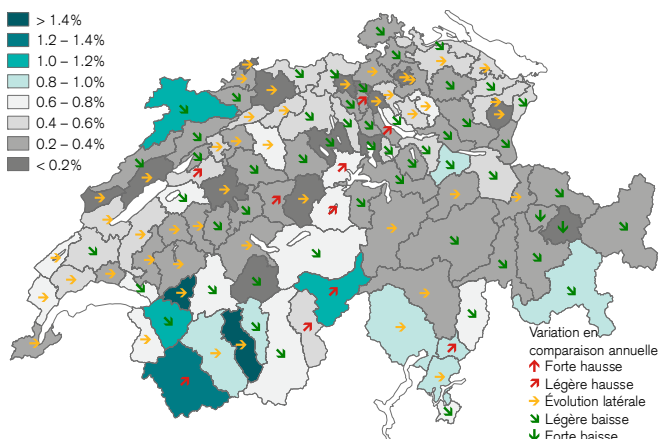 > 1.4%
1.2 – 1.4%
1.0 – 1.2%
0.8 – 1.0%
0.6 – 0.8%
0.4 – 0.6%
0.2 – 0.4%
< 0.2%
Variation en
comparaison annuelle
Forte hausse
Légère hausse
Évolution latérale
Légère baisse
Forte baisse